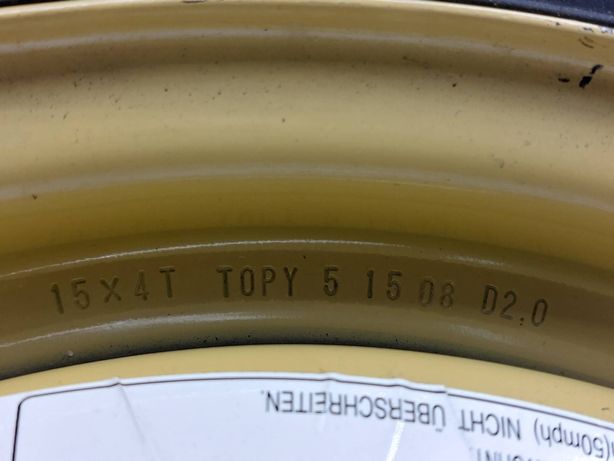 15×4T TOPY 5 15 08 D2,0
(50mph) NICHT ÜBERSCHREITEN.